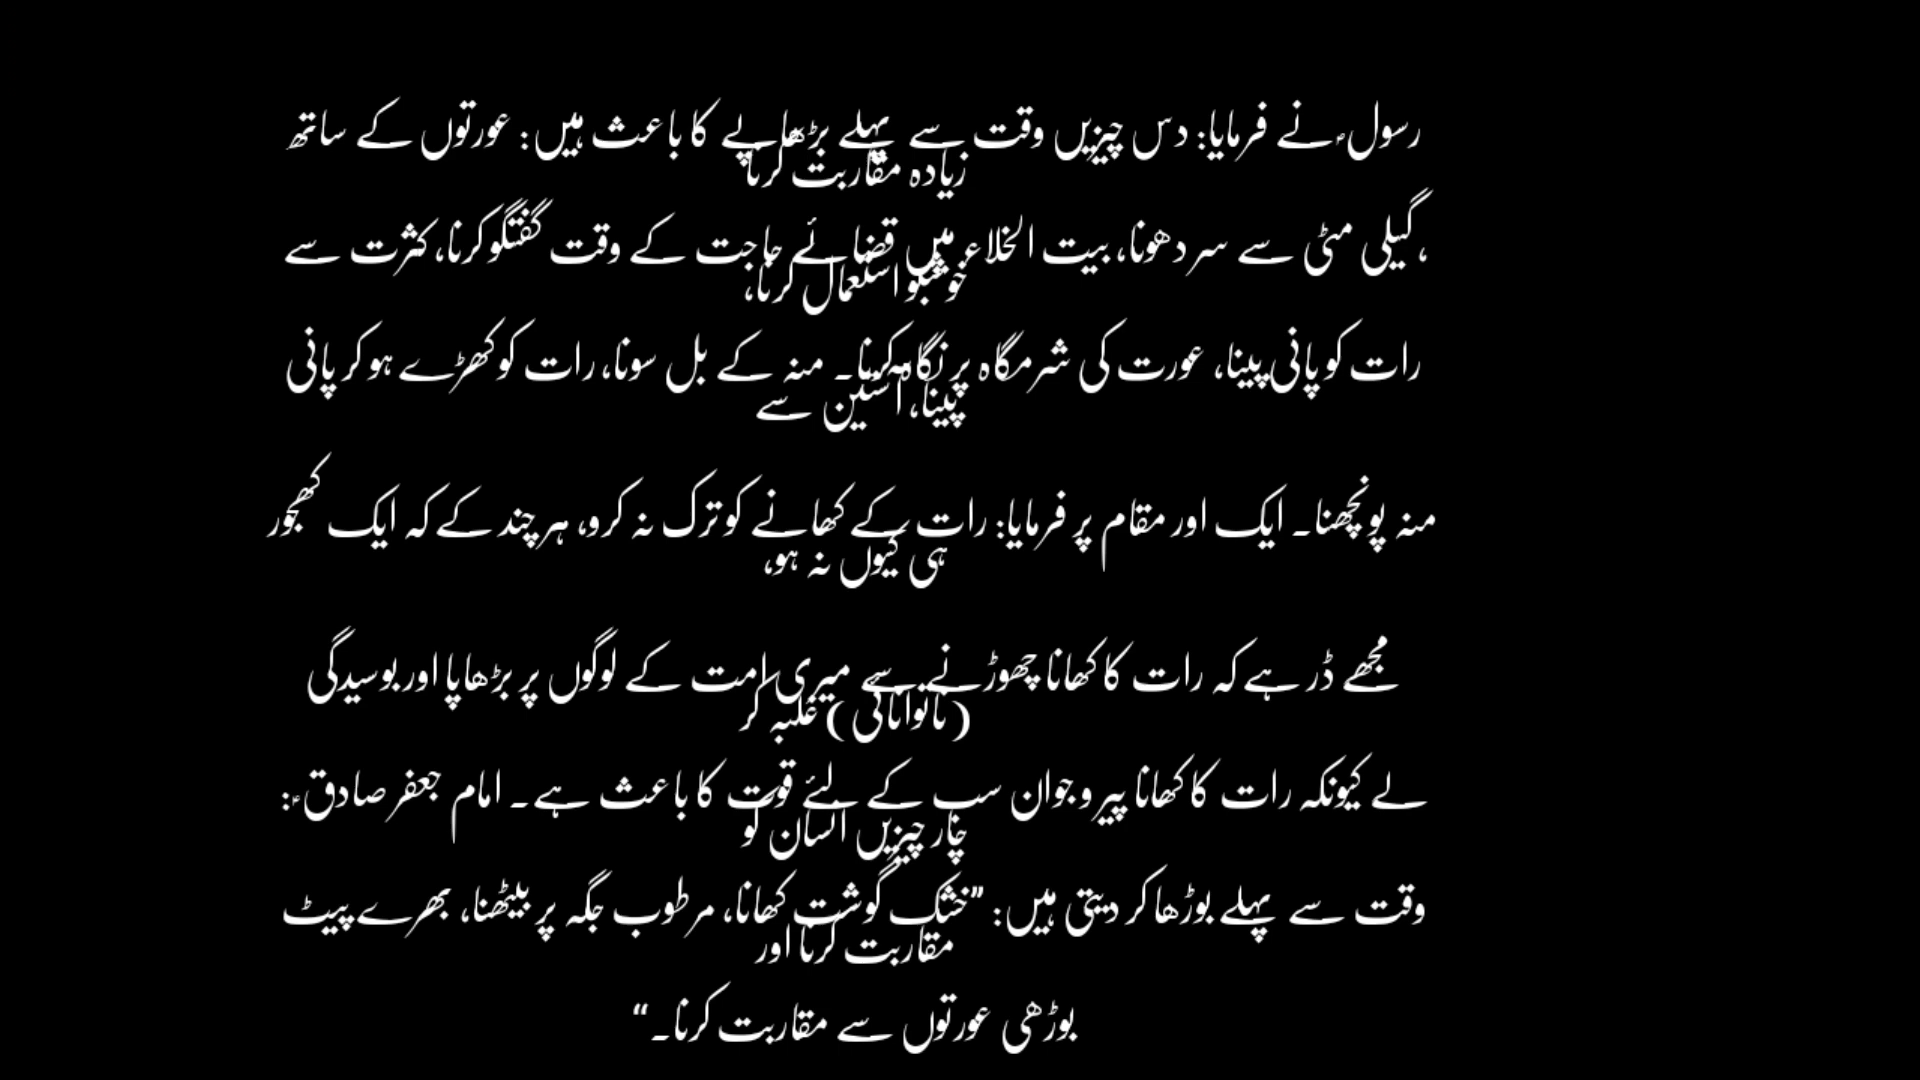 رسولؐ نے فرمایا: دس چیزیں وقت سے پہلے بڑھاپے کا باعث ہیں: عورتوں کے ساتھ
زیادہ مقاربت کرنا
،گیلی مٹی سے سر دھونا، بیت الخلاء میں قضائے حاجت کے وقت گفتگو کرنا، کثرت سے
خوشبو استعمال کرنا،
رات کو پانی پینا، عورت کی شرمگاہ پر نگاہ کرنا۔ منہ کے بل سونا، رات کو کھڑے ہو کر پانی
پینا، آستین سے
منہ پونچھنا۔ ایک اور مقام پر فرمایا: رات کے کھانے کو ترک نہ کرو، ہر چند کے کہ ایک کھجور
ہی کیوں نہ ہو،
مجھے ڈر ہے کہ رات کا کھانا چھوڑنے سے میری امت کے لوگوں پر بڑھاپا اور بوسیدگی
(ناتوانائی) غلبہ کر
لے کیونکہ رات کا کھانا پیر و جوان سب کے لئے قوت کا باعث ہے۔ امام جعفر صادقؑ:
چار چیزیں انسان کو
وقت سے پہلے بوڑھا کر دیتی ہیں: ”خشک گوشت کھانا، مرطوب جگہ پر بیٹھنا، بھرے پیٹ
مقاربت کرنا اور
بوڑھی عورتوں سے مقاربت کرنا۔“